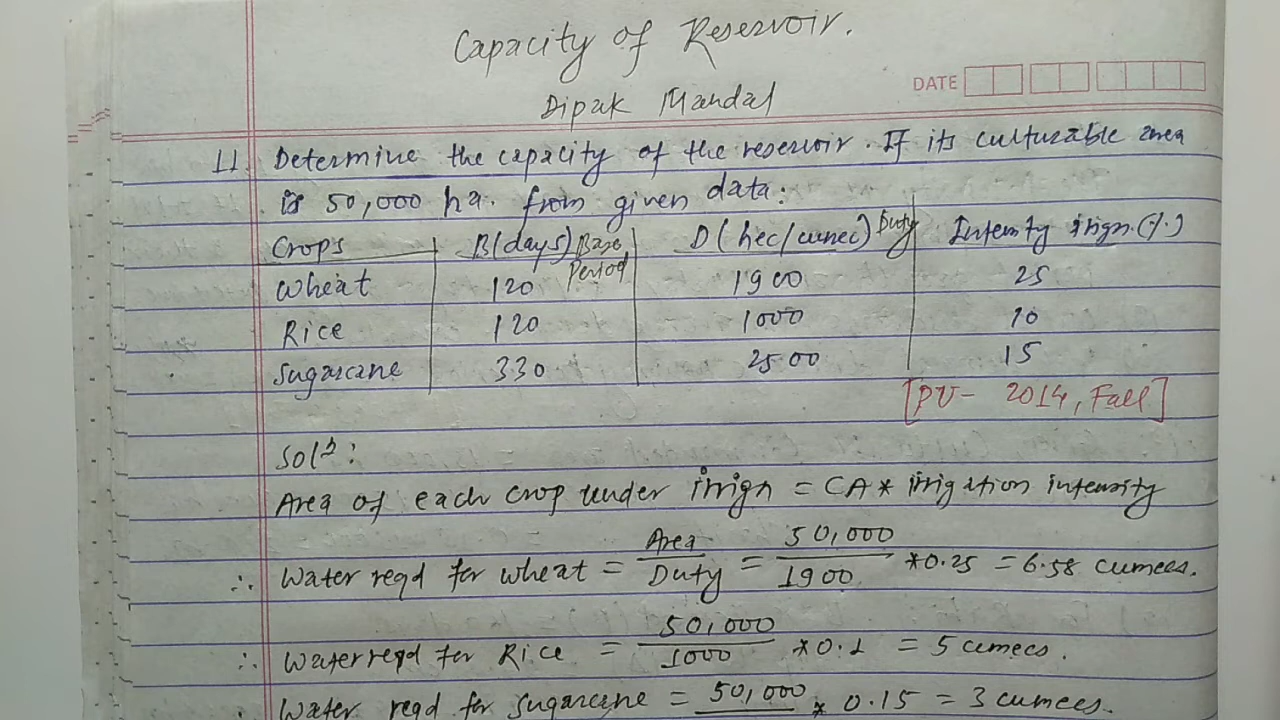 Capacity of Reservoir.
DATE
Dipak Mandal
11. Determine the capacity of the reservoir. If its culturable area
is 50,000 ha. from given data:
Crops B(days) Base Period D (hec/cumec) Duty Intensity irrign.(%)
Wheat 120 1900 25
Rice 120 1000 10
Sugarcane 330 2500 15
[PU- 2014, Fall]
Solⁿ:
Area of each crop under irrign = CA * irrigation intensity
∴ Water reqd for wheat = Area/Duty = 50,000/1900 *0.25 = 6.58 cumecs.
∴ Water reqd for Rice = 50,000/1000 *0.1 = 5 cumecs.
∴ Water reqd for sugarcane = 50,000 * 0.15 = 3 cumecs.